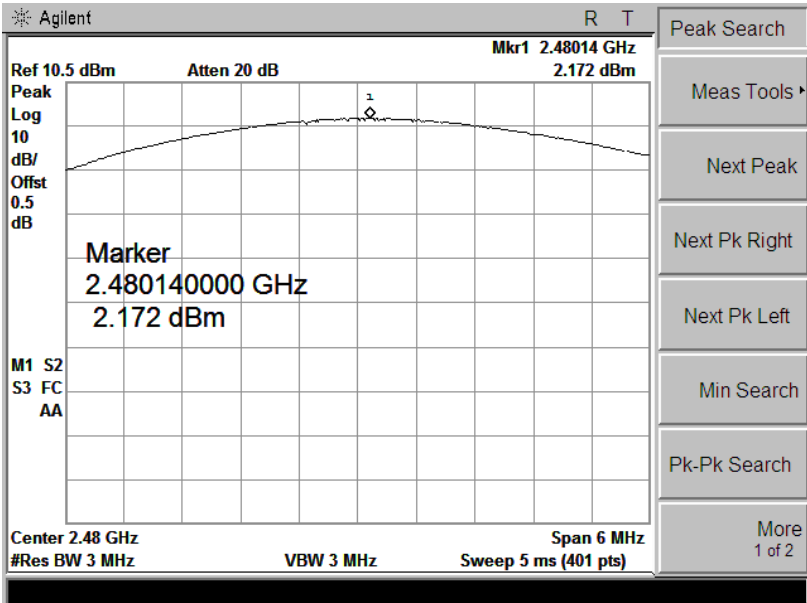 Agilent R T
Peak Search
Mkr1 2.48014 GHz
Ref 10.5 dBm Atten 20 dB 2.172 dBm
Peak
Log
10
dB/
Offst
0.5
dB
1
Marker
2.480140000 GHz
2.172 dBm
M1 S2
S3 FC
AA
Center 2.48 GHz Span 6 MHz
#Res BW 3 MHz VBW 3 MHz Sweep 5 ms (401 pts)
Meas Tools
Next Peak
Next Pk Right
Next Pk Left
Min Search
Pk-Pk Search
More
1 of 2